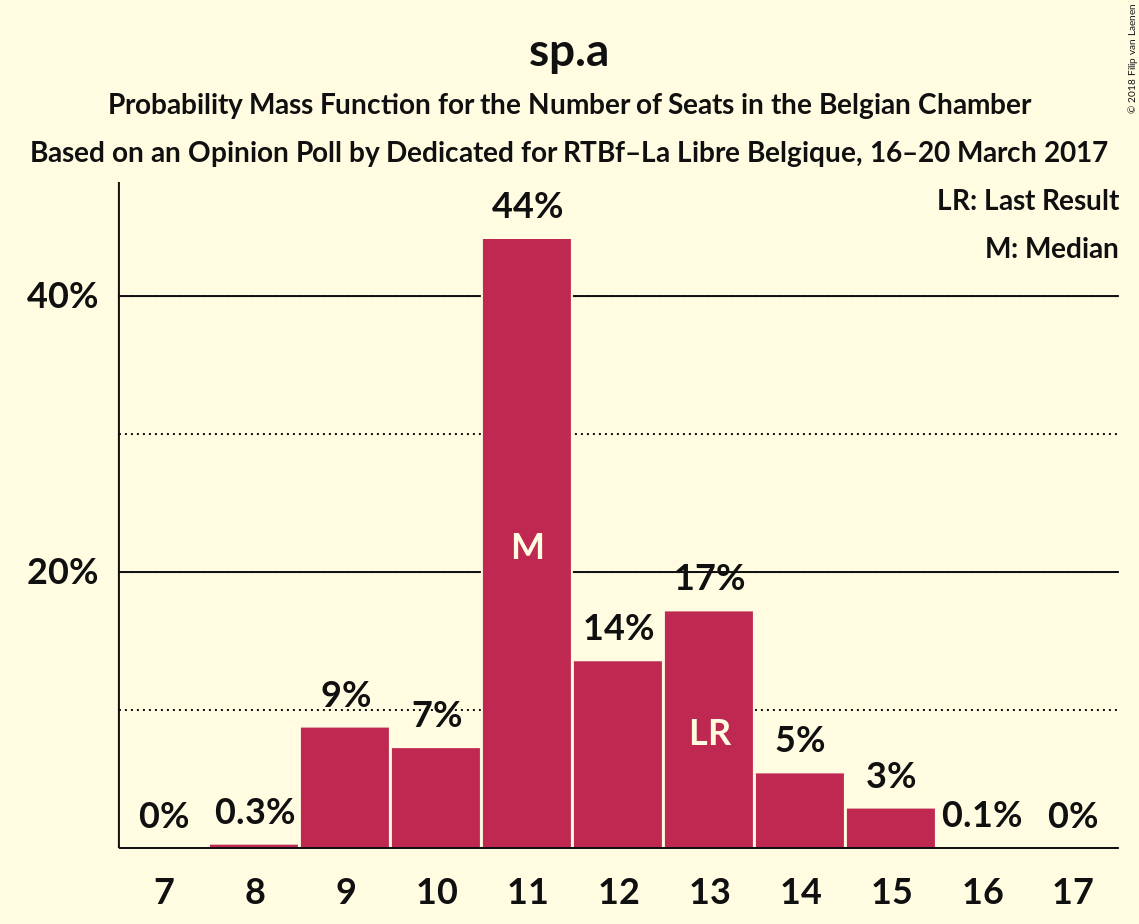 sp.a
Probability Mass Function for the Number of Seats in the Belgian Chamber
Based on an Opinion Poll by Dedicated for RTBf–La Libre Belgique, 16–20 March 2017
© 2018 Filip van Laenen
LR: Last Result
M: Median
40%
20%
0%
0.3%
9%
7%
44%
14%
17%
5%
3%
0.1%
0%
M
LR
7 8 9 10 11 12 13 14 15 16 17